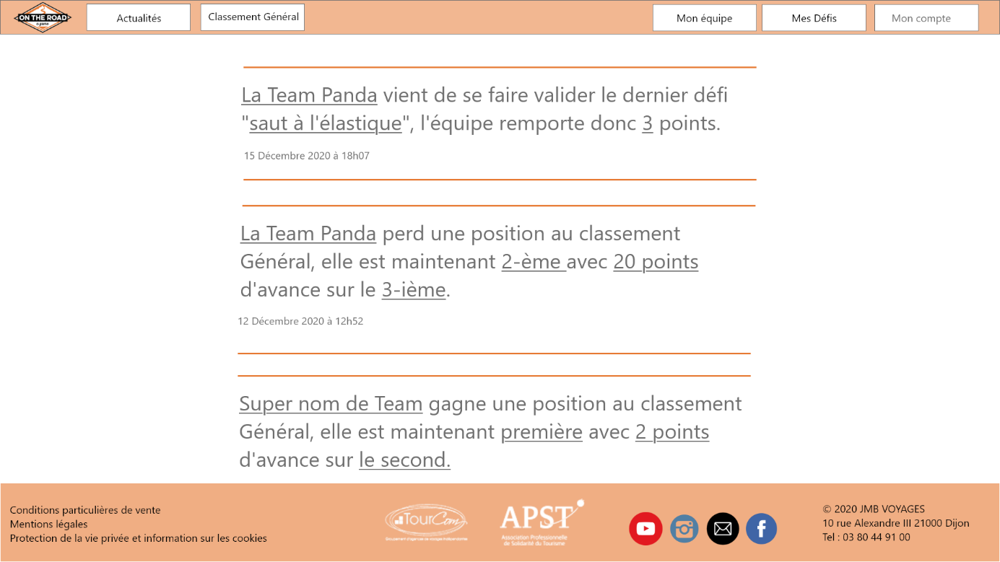 ON THE ROAD
a game
Actualités
Classement Général
Mon équipe
Mes Défis
Mon compte
La Team Panda vient de se faire valider le dernier défi
"saut à l'élastique", l'équipe remporte donc 3 points.
15 Décembre 2020 à 18h07
La Team Panda perd une position au classement
Général, elle est maintenant 2-ème avec 20 points
d'avance sur le 3-ième.
12 Décembre 2020 à 12h52
Super nom de Team gagne une position au classement
Général, elle est maintenant première avec 2 points
d'avance sur le second.
Conditions particulières de vente
Mentions légales
Protection de la vie privée et information sur les cookies
TourCom
Groupement d'agences de voyages indépendantes
APST
Association Professionnelle
de Solidarité du Tourisme
© 2020 JMB VOYAGES
10 rue Alexandre III 21000 Dijon
Tel : 03 80 44 91 00